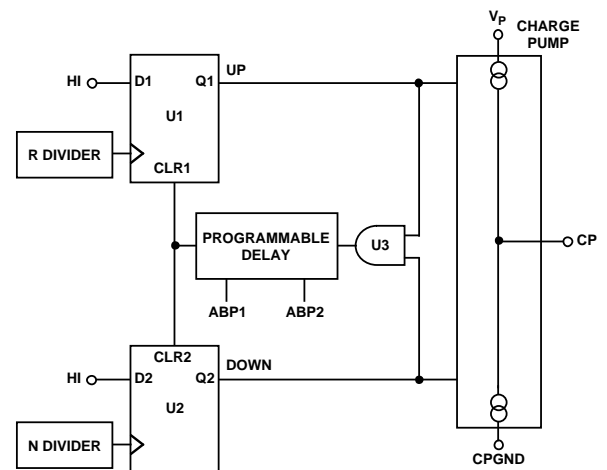 VP
CHARGE
PUMP
HI
D1
Q1
UP
U1
R DIVIDER
CLR1
PROGRAMMABLE
DELAY
U3
CP
ABP1
ABP2
CLR2
DOWN
HI
D2
Q2
U2
N DIVIDER
CPGND